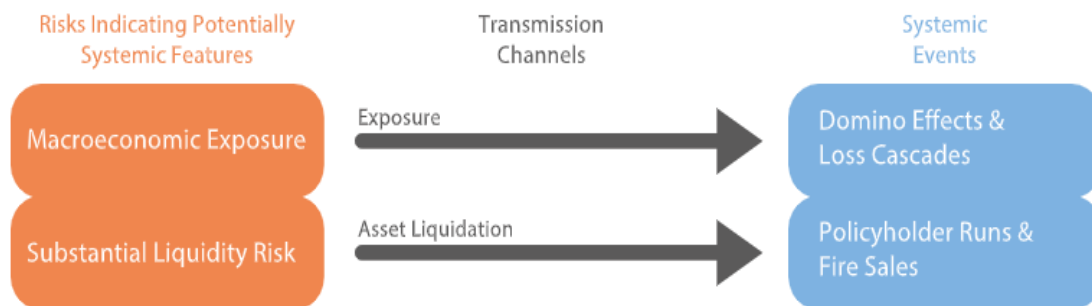 Risks Indicating Potentially
Systemic Features
Transmission
Channels
Systemic
Events
Macroeconomic Exposure
Exposure
Domino Effects &
Loss Cascades
Substantial Liquidity Risk
Asset Liquidation
Policyholder Runs &
Fire Sales